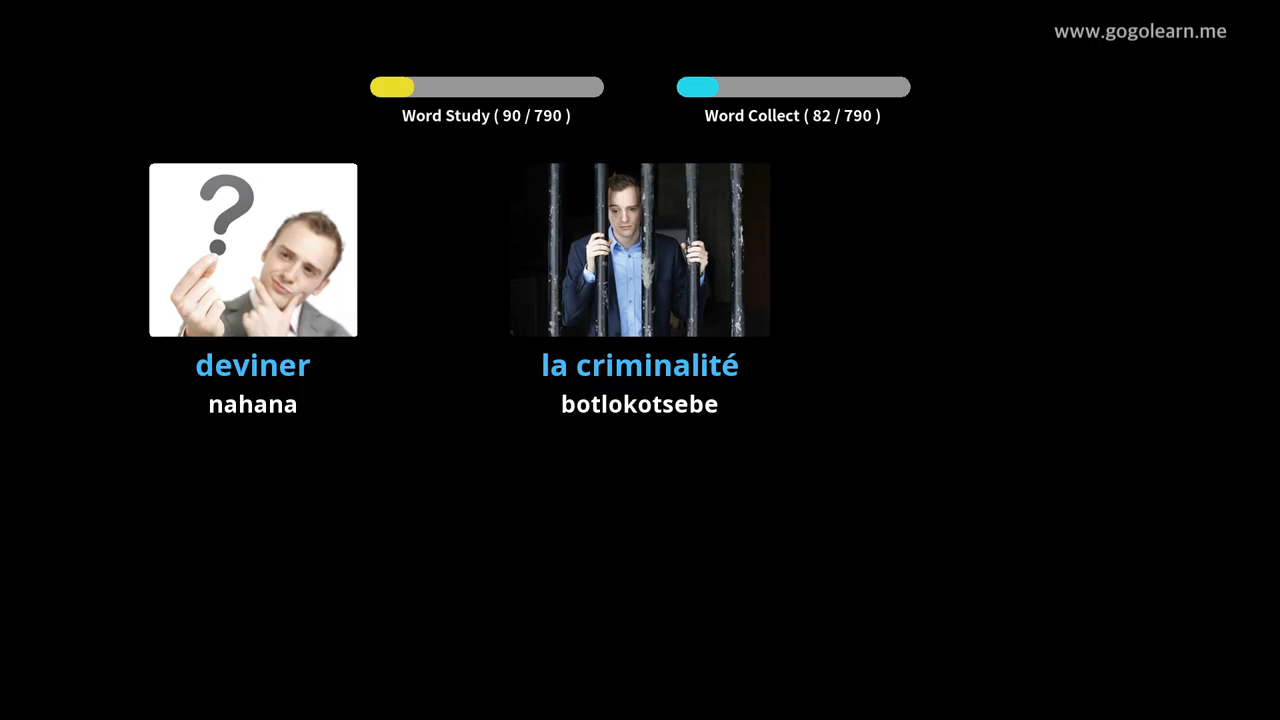 www.gogolearn.me
Word Study ( 90 / 790 )
Word Collect ( 82 / 790 )
deviner
nahana
la criminalité
botlokotsebe